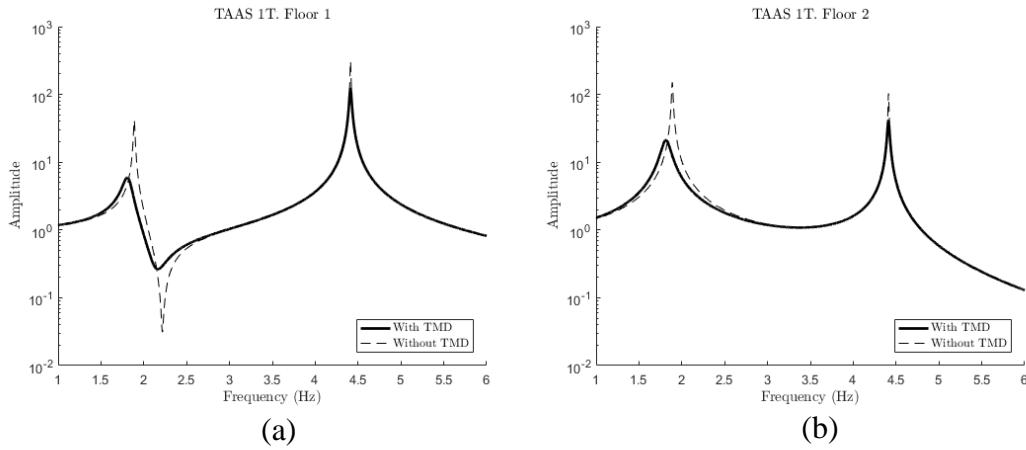 TAAS 1T. Floor 1
10^3
10^2
10^1
10^0
10^-1
10^-2
Amplitude
With TMD
Without TMD
1 1.5 2 2.5 3 3.5 4 4.5 5 5.5 6
Frequency (Hz)
(a)
TAAS 1T. Floor 2
10^3
10^2
10^1
10^0
10^-1
10^-2
Amplitude
With TMD
Without TMD
1 1.5 2 2.5 3 3.5 4 4.5 5 5.5 6
Frequency (Hz)
(b)